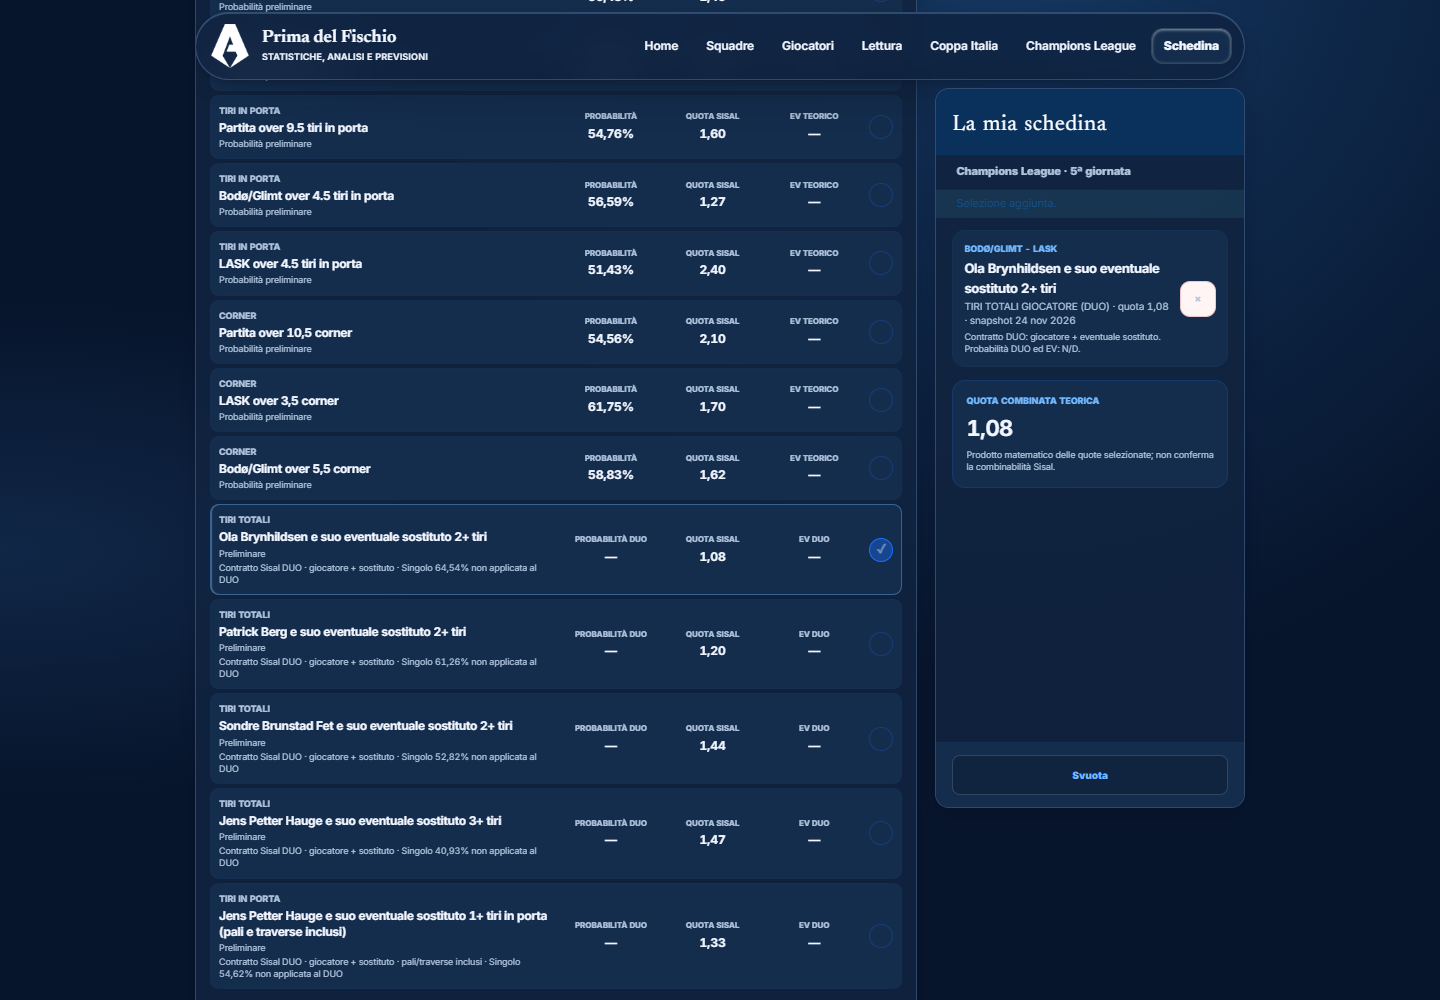 Probabilità preliminare
Prima del Fischio
STATISTICHE, ANALISI E PREVISIONI
Home
Squadre
Giocatori
Lettura
Coppa Italia
Champions League
Schedina
TIRI IN PORTA
Partita over 9.5 tiri in porta
Probabilità preliminare
PROBABILITÀ
54,76%
QUOTA SISAL
1,60
EV TEORICO
—
TIRI IN PORTA
Bodø/Glimt over 4.5 tiri in porta
Probabilità preliminare
PROBABILITÀ
56,59%
QUOTA SISAL
1,27
EV TEORICO
—
TIRI IN PORTA
LASK over 4.5 tiri in porta
Probabilità preliminare
PROBABILITÀ
51,43%
QUOTA SISAL
2,40
EV TEORICO
—
CORNER
Partita over 10,5 corner
Probabilità preliminare
PROBABILITÀ
54,56%
QUOTA SISAL
2,10
EV TEORICO
—
CORNER
LASK over 3,5 corner
Probabilità preliminare
PROBABILITÀ
61,75%
QUOTA SISAL
1,70
EV TEORICO
—
CORNER
Bodø/Glimt over 5,5 corner
Probabilità preliminare
PROBABILITÀ
58,83%
QUOTA SISAL
1,62
EV TEORICO
—
TIRI TOTALI
Ola Brynhildsen e suo eventuale sostituto 2+ tiri
Preliminare
Contratto Sisal DUO · giocatore + sostituto · Singolo 64,54% non applicata al
DUO
PROBABILITÀ DUO
—
QUOTA SISAL
1,08
EV DUO
—
✓
TIRI TOTALI
Patrick Berg e suo eventuale sostituto 2+ tiri
Preliminare
Contratto Sisal DUO · giocatore + sostituto · Singolo 61,26% non applicata al
DUO
PROBABILITÀ DUO
—
QUOTA SISAL
1,20
EV DUO
—
TIRI TOTALI
Sondre Brunstad Fet e suo eventuale sostituto 2+ tiri
Preliminare
Contratto Sisal DUO · giocatore + sostituto · Singolo 52,82% non applicata al
DUO
PROBABILITÀ DUO
—
QUOTA SISAL
1,44
EV DUO
—
TIRI TOTALI
Jens Petter Hauge e suo eventuale sostituto 3+ tiri
Preliminare
Contratto Sisal DUO · giocatore + sostituto · Singolo 40,93% non applicata al
DUO
PROBABILITÀ DUO
—
QUOTA SISAL
1,47
EV DUO
—
TIRI IN PORTA
Jens Petter Hauge e suo eventuale sostituto 1+ tiri in porta
(pali e traverse inclusi)
Preliminare
Contratto Sisal DUO · giocatore + sostituto · pali/traverse inclusi · Singolo
54,62% non applicata al DUO
PROBABILITÀ DUO
—
QUOTA SISAL
1,33
EV DUO
—
La mia schedina
Champions League · 5ª giornata
Selezione aggiunta.
BODØ/GLIMT - LASK
Ola Brynhildsen e suo eventuale
sostituto 2+ tiri
TIRI TOTALI GIOCATORE (DUO) · quota 1,08
· snapshot 24 nov 2026
Contratto DUO: giocatore + eventuale sostituto.
Probabilità DUO ed EV: N/D.
×
QUOTA COMBINATA TEORICA
1,08
Prodotto matematico delle quote selezionate; non conferma
la combinabilità Sisal.
Svuota